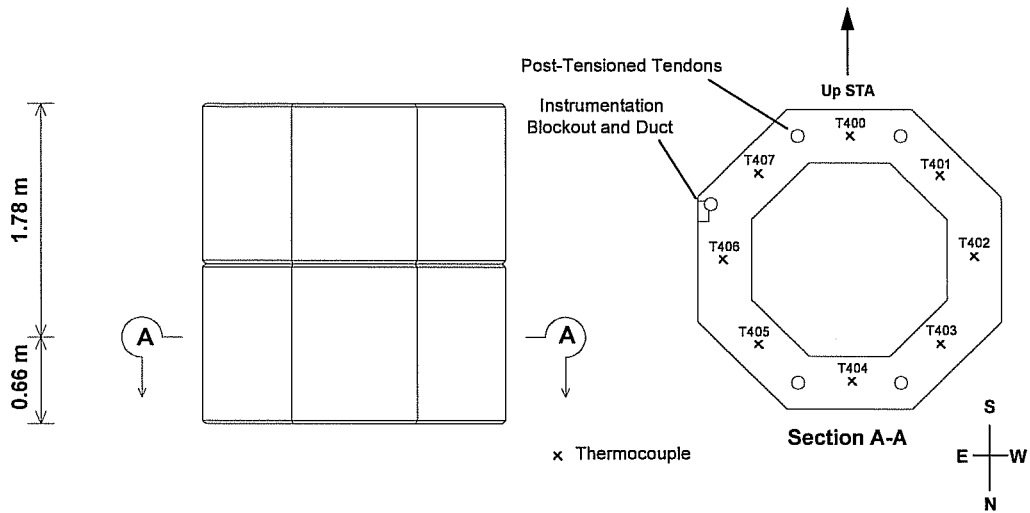 Post-Tensioned Tendons
Instrumentation
Blockout and Duct
Up STA
T400
T407
T401
T406
T402
T405
T403
T404
1.78 m
0.66 m
A
A
Section A-A
× Thermocouple
S
E
W
N